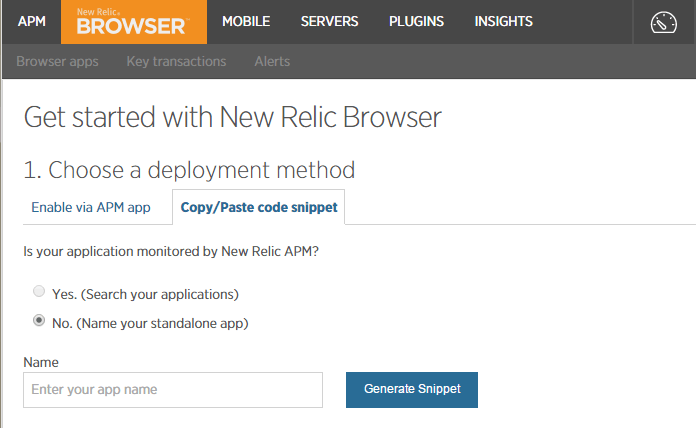 APM New Relic® BROWSER™ MOBILE SERVERS PLUGINS INSIGHTS
Browser apps Key transactions Alerts
Get started with New Relic Browser
1. Choose a deployment method
Enable via APM app Copy/Paste code snippet
Is your application monitored by New Relic APM?
Yes. (Search your applications)
No. (Name your standalone app)
Name
Enter your app name Generate Snippet